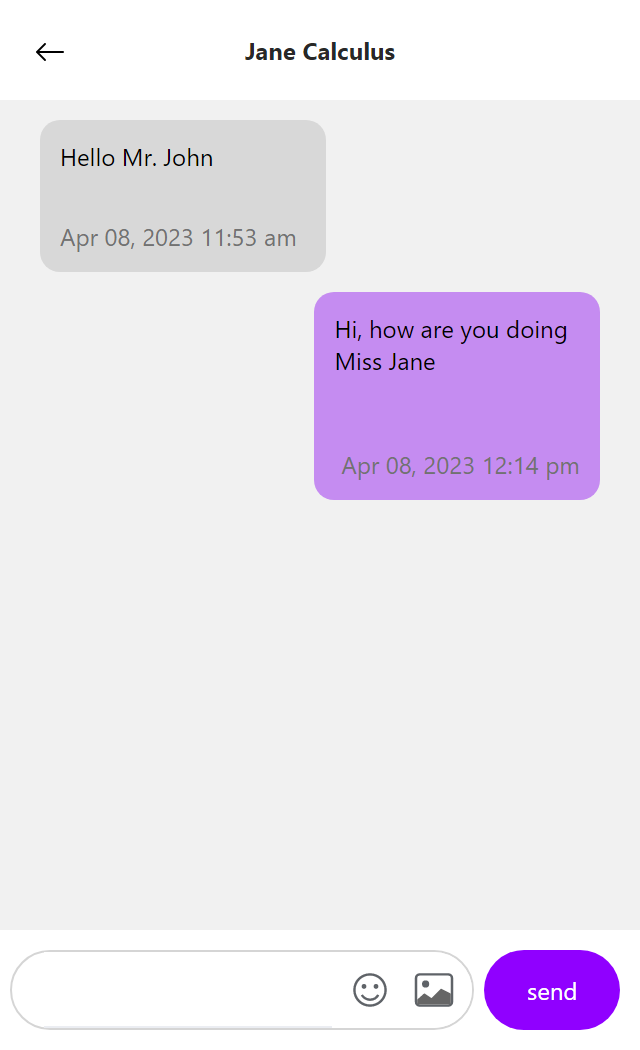 Jane Calculus
Hello Mr. John
Apr 08, 2023 11:53 am
Hi, how are you doing
Miss Jane
Apr 08, 2023 12:14 pm
send